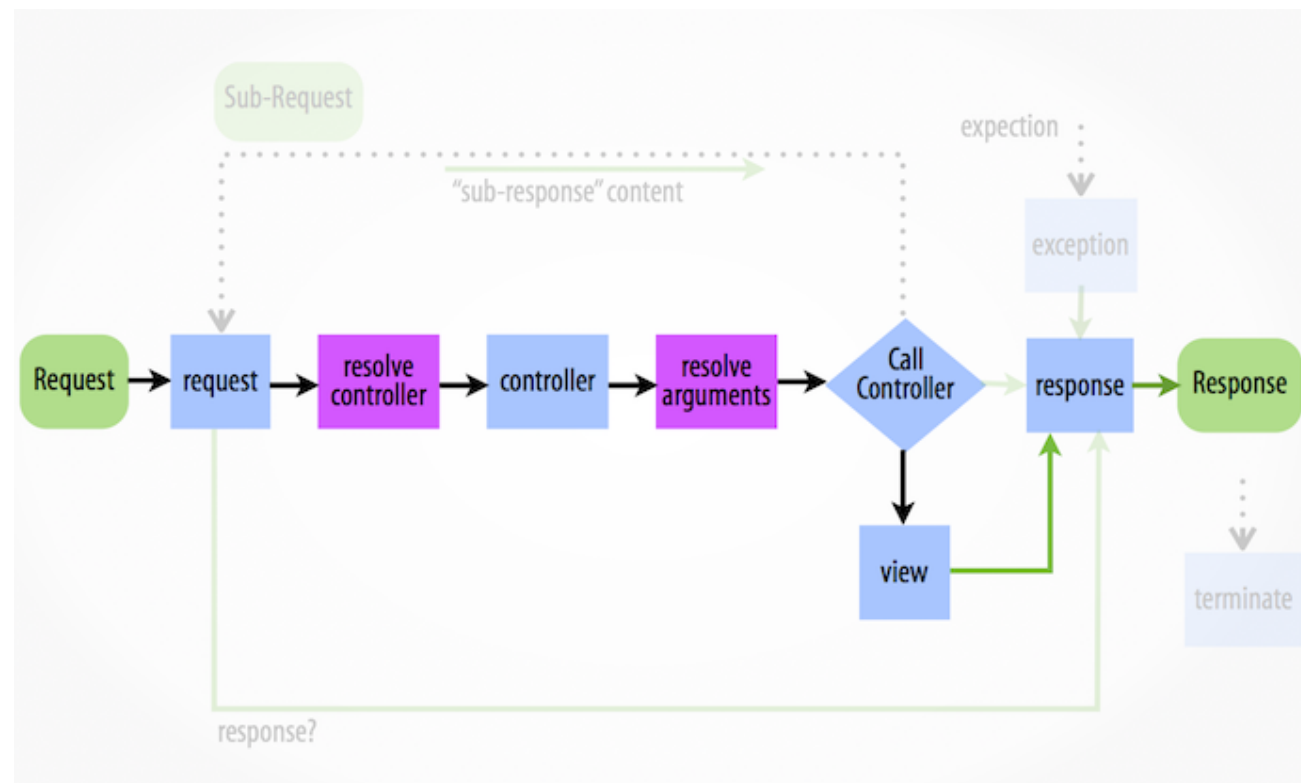 Sub-Request
expection
“sub-response” content
exception
Request
request
resolve
controller
controller
resolve
arguments
Call
Controller
response
Response
view
terminate
response?